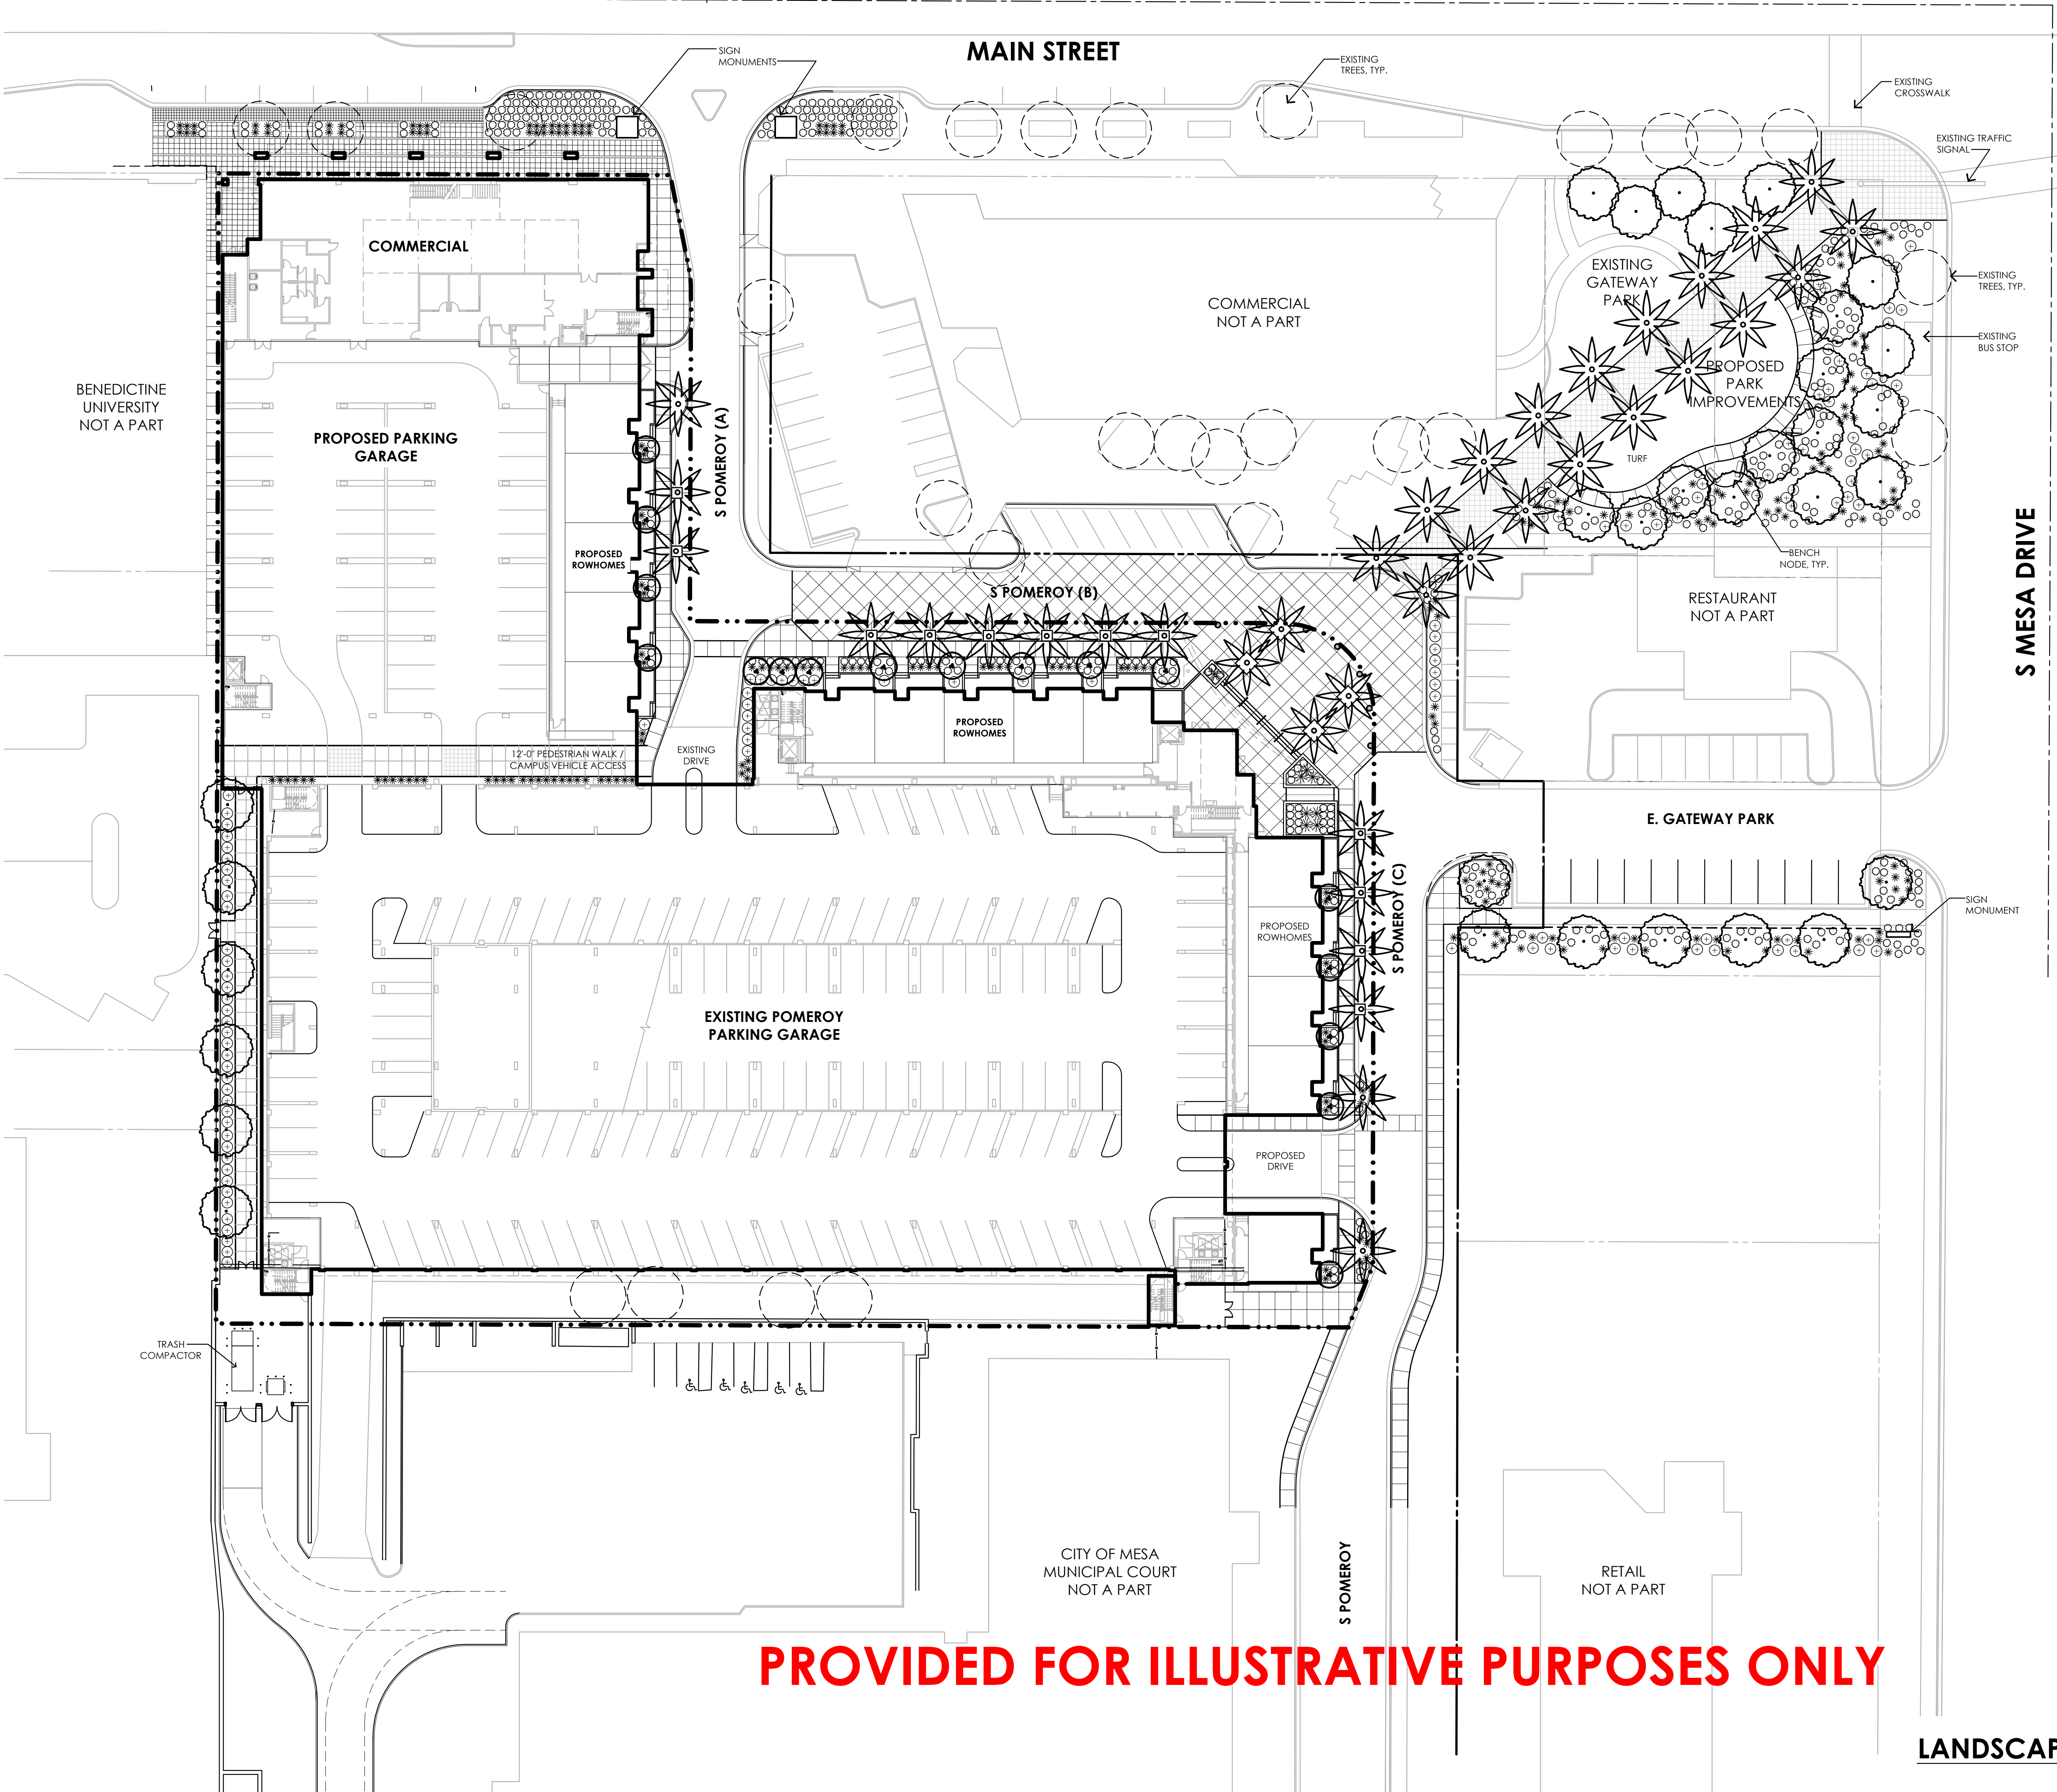 MAIN STREET
SIGN
MONUMENTS
EXISTING
TREES, TYP.
EXISTING
CROSSWALK
EXISTING TRAFFIC
SIGNAL
COMMERCIAL
EXISTING
GATEWAY
PARK
EXISTING
TREES, TYP.
COMMERCIAL
NOT A PART
EXISTING
BUS STOP
BENEDICTINE
UNIVERSITY
NOT A PART
PROPOSED
PARK
IMPROVEMENTS
PROPOSED PARKING
GARAGE
S POMEROY (A)
TURF
PROPOSED
ROWHOMES
BENCH
NODE, TYP.
S MESA DRIVE
S POMEROY (B)
RESTAURANT
NOT A PART
PROPOSED
ROWHOMES
12'-0" PEDESTRIAN WALK /
CAMPUS VEHICLE ACCESS
EXISTING
DRIVE
E. GATEWAY PARK
S POMEROY (C)
SIGN
MONUMENT
PROPOSED
ROWHOMES
EXISTING POMEROY
PARKING GARAGE
PROPOSED
DRIVE
TRASH
COMPACTOR
CITY OF MESA
MUNICIPAL COURT
NOT A PART
S POMEROY
RETAIL
NOT A PART
PROVIDED FOR ILLUSTRATIVE PURPOSES ONLY
LANDSCAP